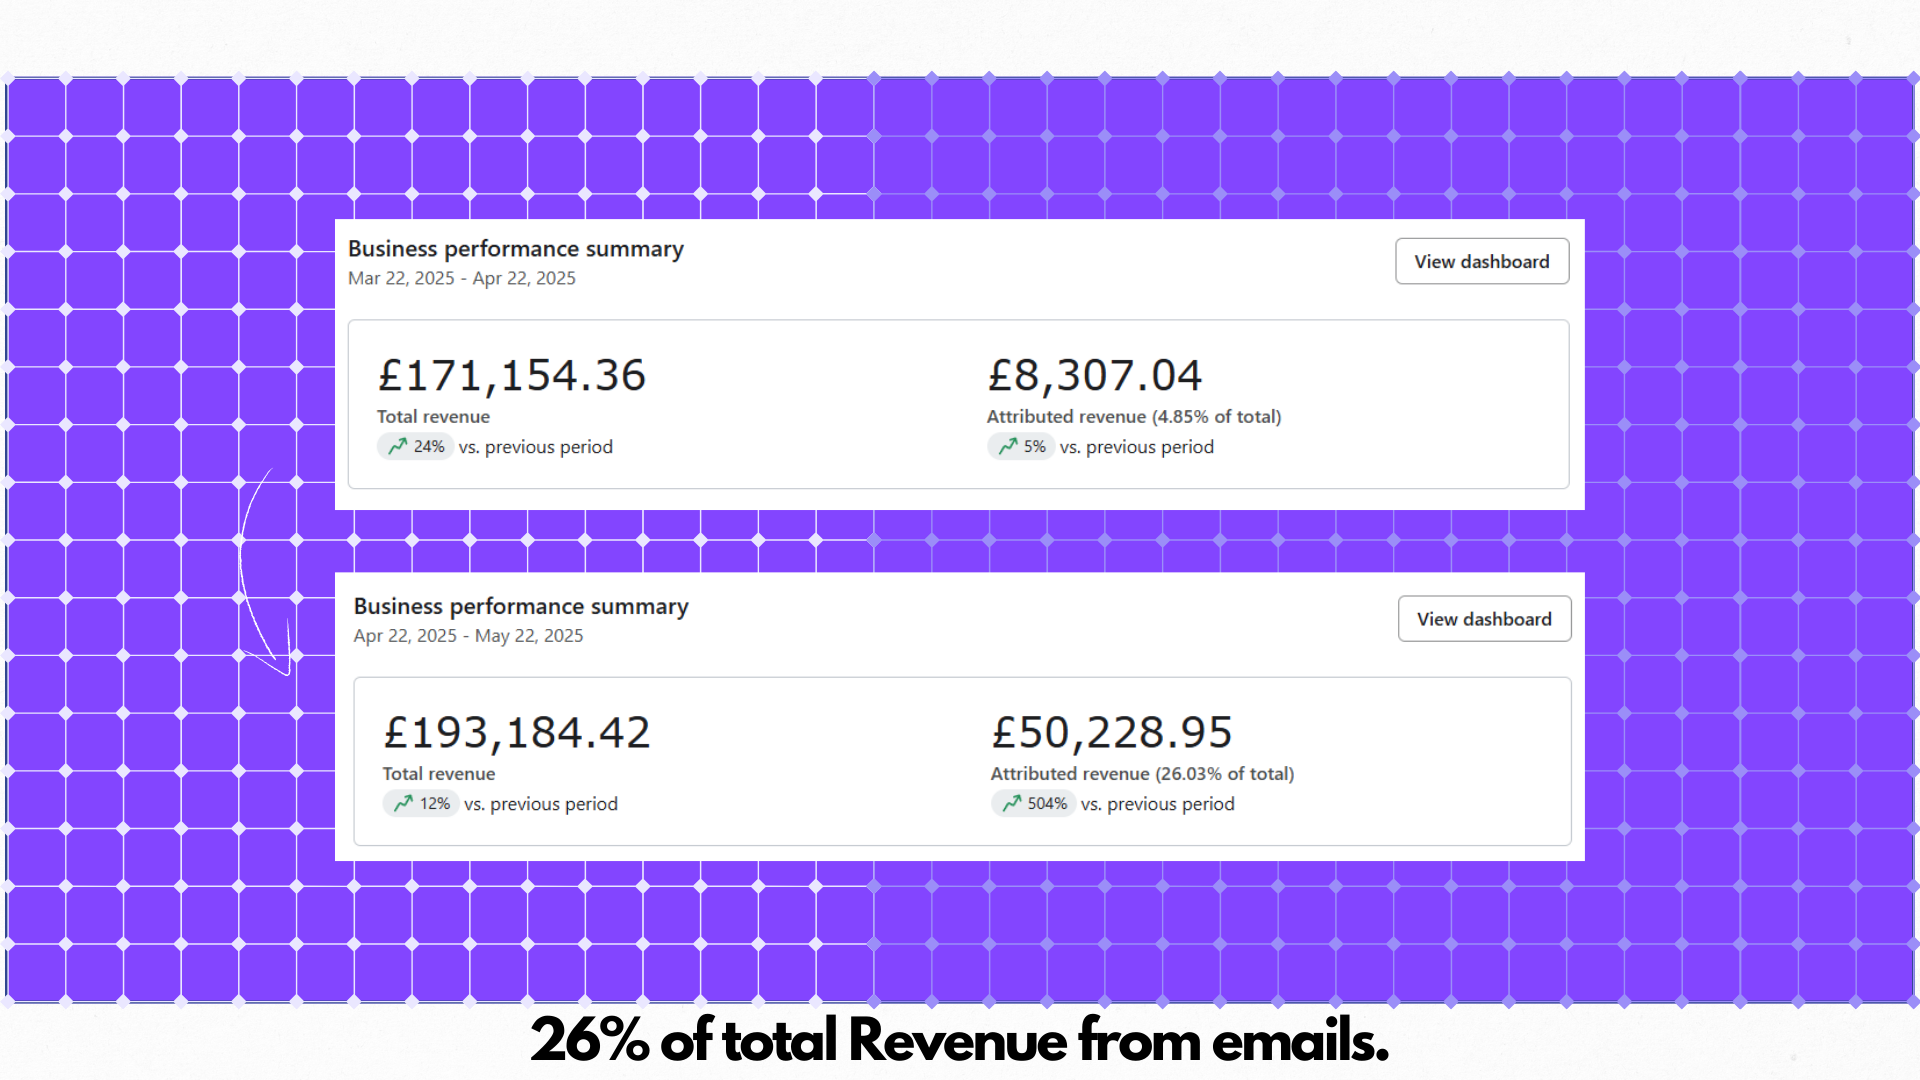 Business performance summary
View dashboard
Mar 22, 2025 - Apr 22, 2025
£171,154.36
£8,307.04
Total revenue
Attributed revenue (4.85% of total)
24% vs. previous period
5% vs. previous period
Business performance summary
View dashboard
Apr 22, 2025 - May 22, 2025
£193,184.42
£50,228.95
Total revenue
Attributed revenue (26.03% of total)
12% vs. previous period
504% vs. previous period
26% of total Revenue from emails.